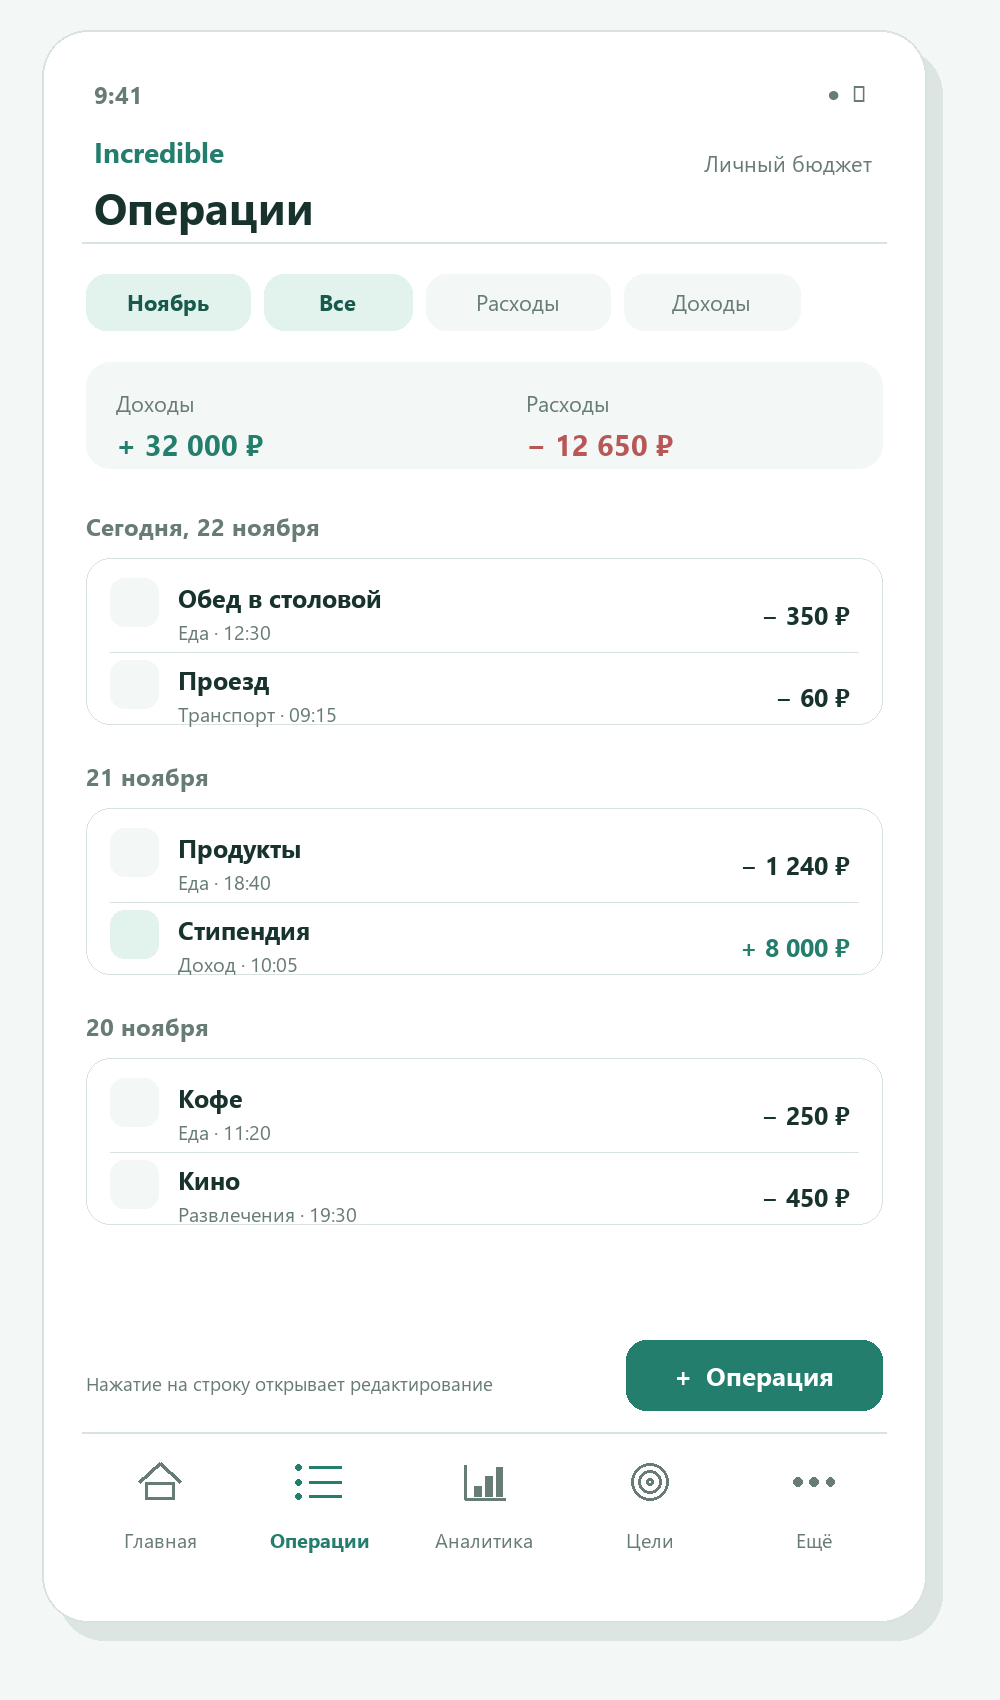 9:41
Incredible
Личный бюджет
Операции
Ноябрь Все Расходы Доходы
Доходы Расходы
+ 32 000 ₽ − 12 650 ₽
Сегодня, 22 ноября
Обед в столовой
− 350 ₽
Еда · 12:30
Проезд
− 60 ₽
Транспорт · 09:15
21 ноября
Продукты
− 1 240 ₽
Еда · 18:40
Стипендия
+ 8 000 ₽
Доход · 10:05
20 ноября
Кофе
− 250 ₽
Еда · 11:20
Кино
− 450 ₽
Развлечения · 19:30
Нажатие на строку открывает редактирование
+ Операция
Главная Операции Аналитика Цели Ещё